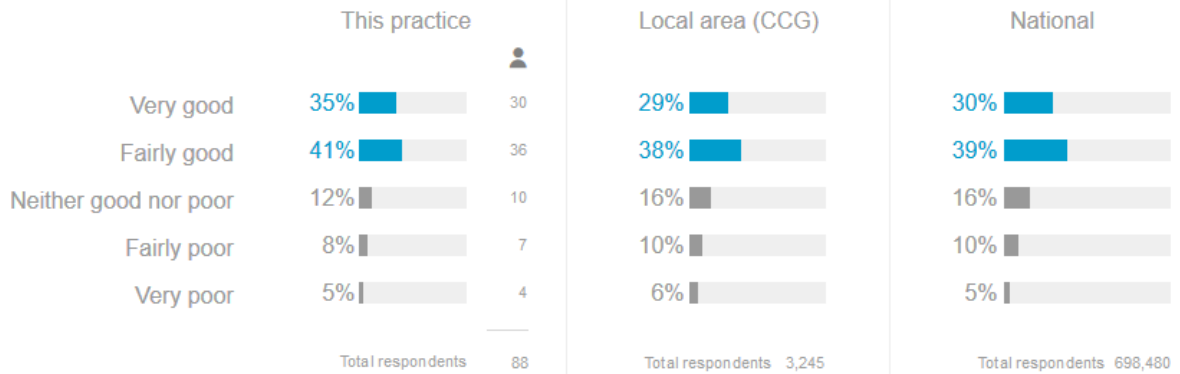 This practice Local area (CCG) National
Very good 35% 30 29% 30%
Fairly good 41% 36 38% 39%
Neither good nor poor 12% 10 16% 16%
Fairly poor 8% 7 10% 10%
Very poor 5% 4 6% 5%
Total respondents 88 Total respondents 3,245 Total respondents 698,480